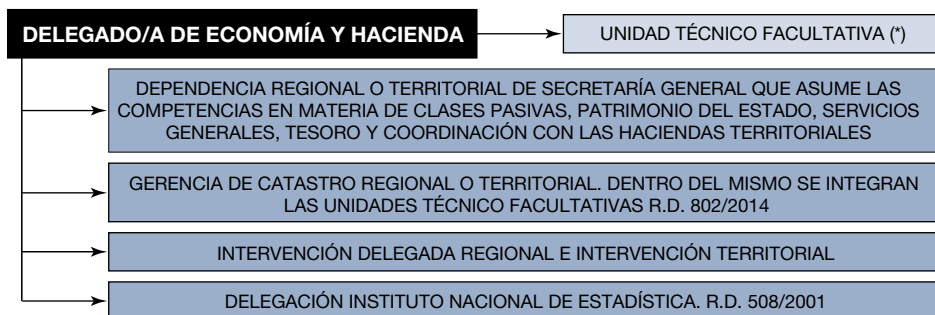 DELEGADO/A DE ECONOMÍA Y HACIENDA
UNIDAD TÉCNICO FACULTATIVA (*)
DEPENDENCIA REGIONAL O TERRITORIAL DE SECRETARÍA GENERAL QUE ASUME LAS
COMPETENCIAS EN MATERIA DE CLASES PASIVAS, PATRIMONIO DEL ESTADO, SERVICIOS
GENERALES, TESORO Y COORDINACIÓN CON LAS HACIENDAS TERRITORIALES
GERENCIA DE CATASTRO REGIONAL O TERRITORIAL. DENTRO DEL MISMO SE INTEGRAN
LAS UNIDADES TÉCNICO FACULTATIVAS R.D. 802/2014
INTERVENCIÓN DELEGADA REGIONAL E INTERVENCIÓN TERRITORIAL
DELEGACIÓN INSTITUTO NACIONAL DE ESTADÍSTICA. R.D. 508/2001